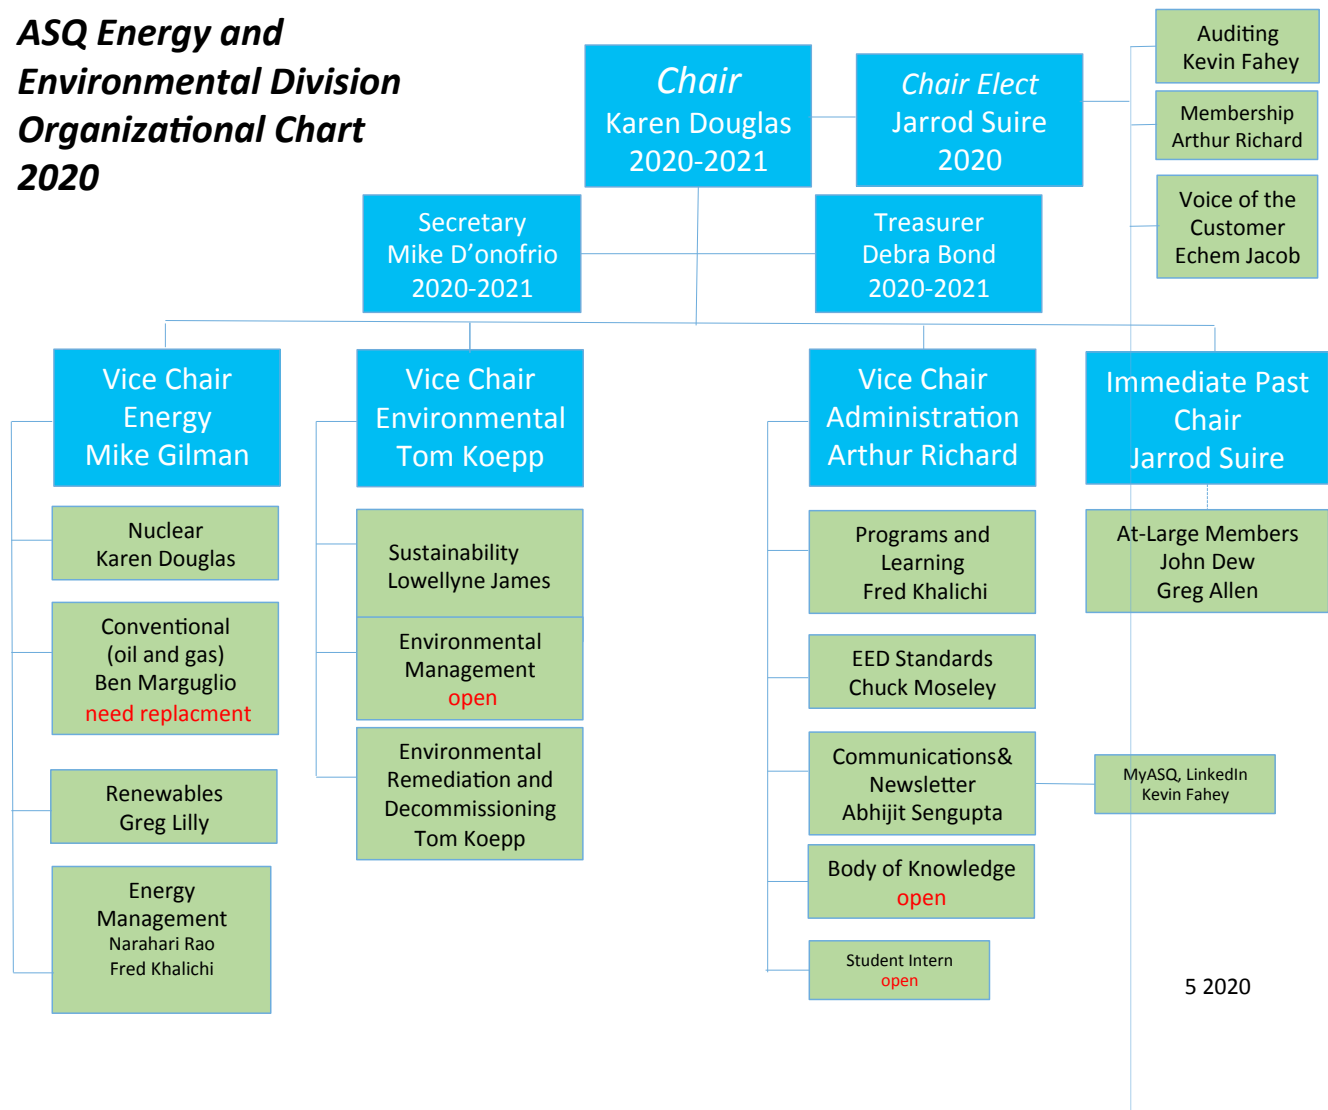 ASQ Energy and
Environmental Division
Organizational Chart
2020
Chair
Karen Douglas
2020-2021
Chair Elect
Jarrod Suire
2020
Auditing
Kevin Fahey
Membership
Arthur Richard
Voice of the
Customer
Echem Jacob
Secretary
Mike D’onofrio
2020-2021
Treasurer
Debra Bond
2020-2021
Vice Chair
Energy
Mike Gilman
Nuclear
Karen Douglas
Conventional
(oil and gas)
Ben Marguglio
need replacment
Renewables
Greg Lilly
Energy
Management
Narahari Rao
Fred Khalichi
Vice Chair
Environmental
Tom Koepp
Sustainability
Lowellyne James
Environmental
Management
open
Environmental
Remediation and
Decommissioning
Tom Koepp
Vice Chair
Administration
Arthur Richard
Programs and
Learning
Fred Khalichi
EED Standards
Chuck Moseley
Communications&
Newsletter
Abhijit Sengupta
MyASQ, LinkedIn
Kevin Fahey
Body of Knowledge
open
Student Intern
open
Immediate Past
Chair
Jarrod Suire
At-Large Members
John Dew
Greg Allen
5 2020